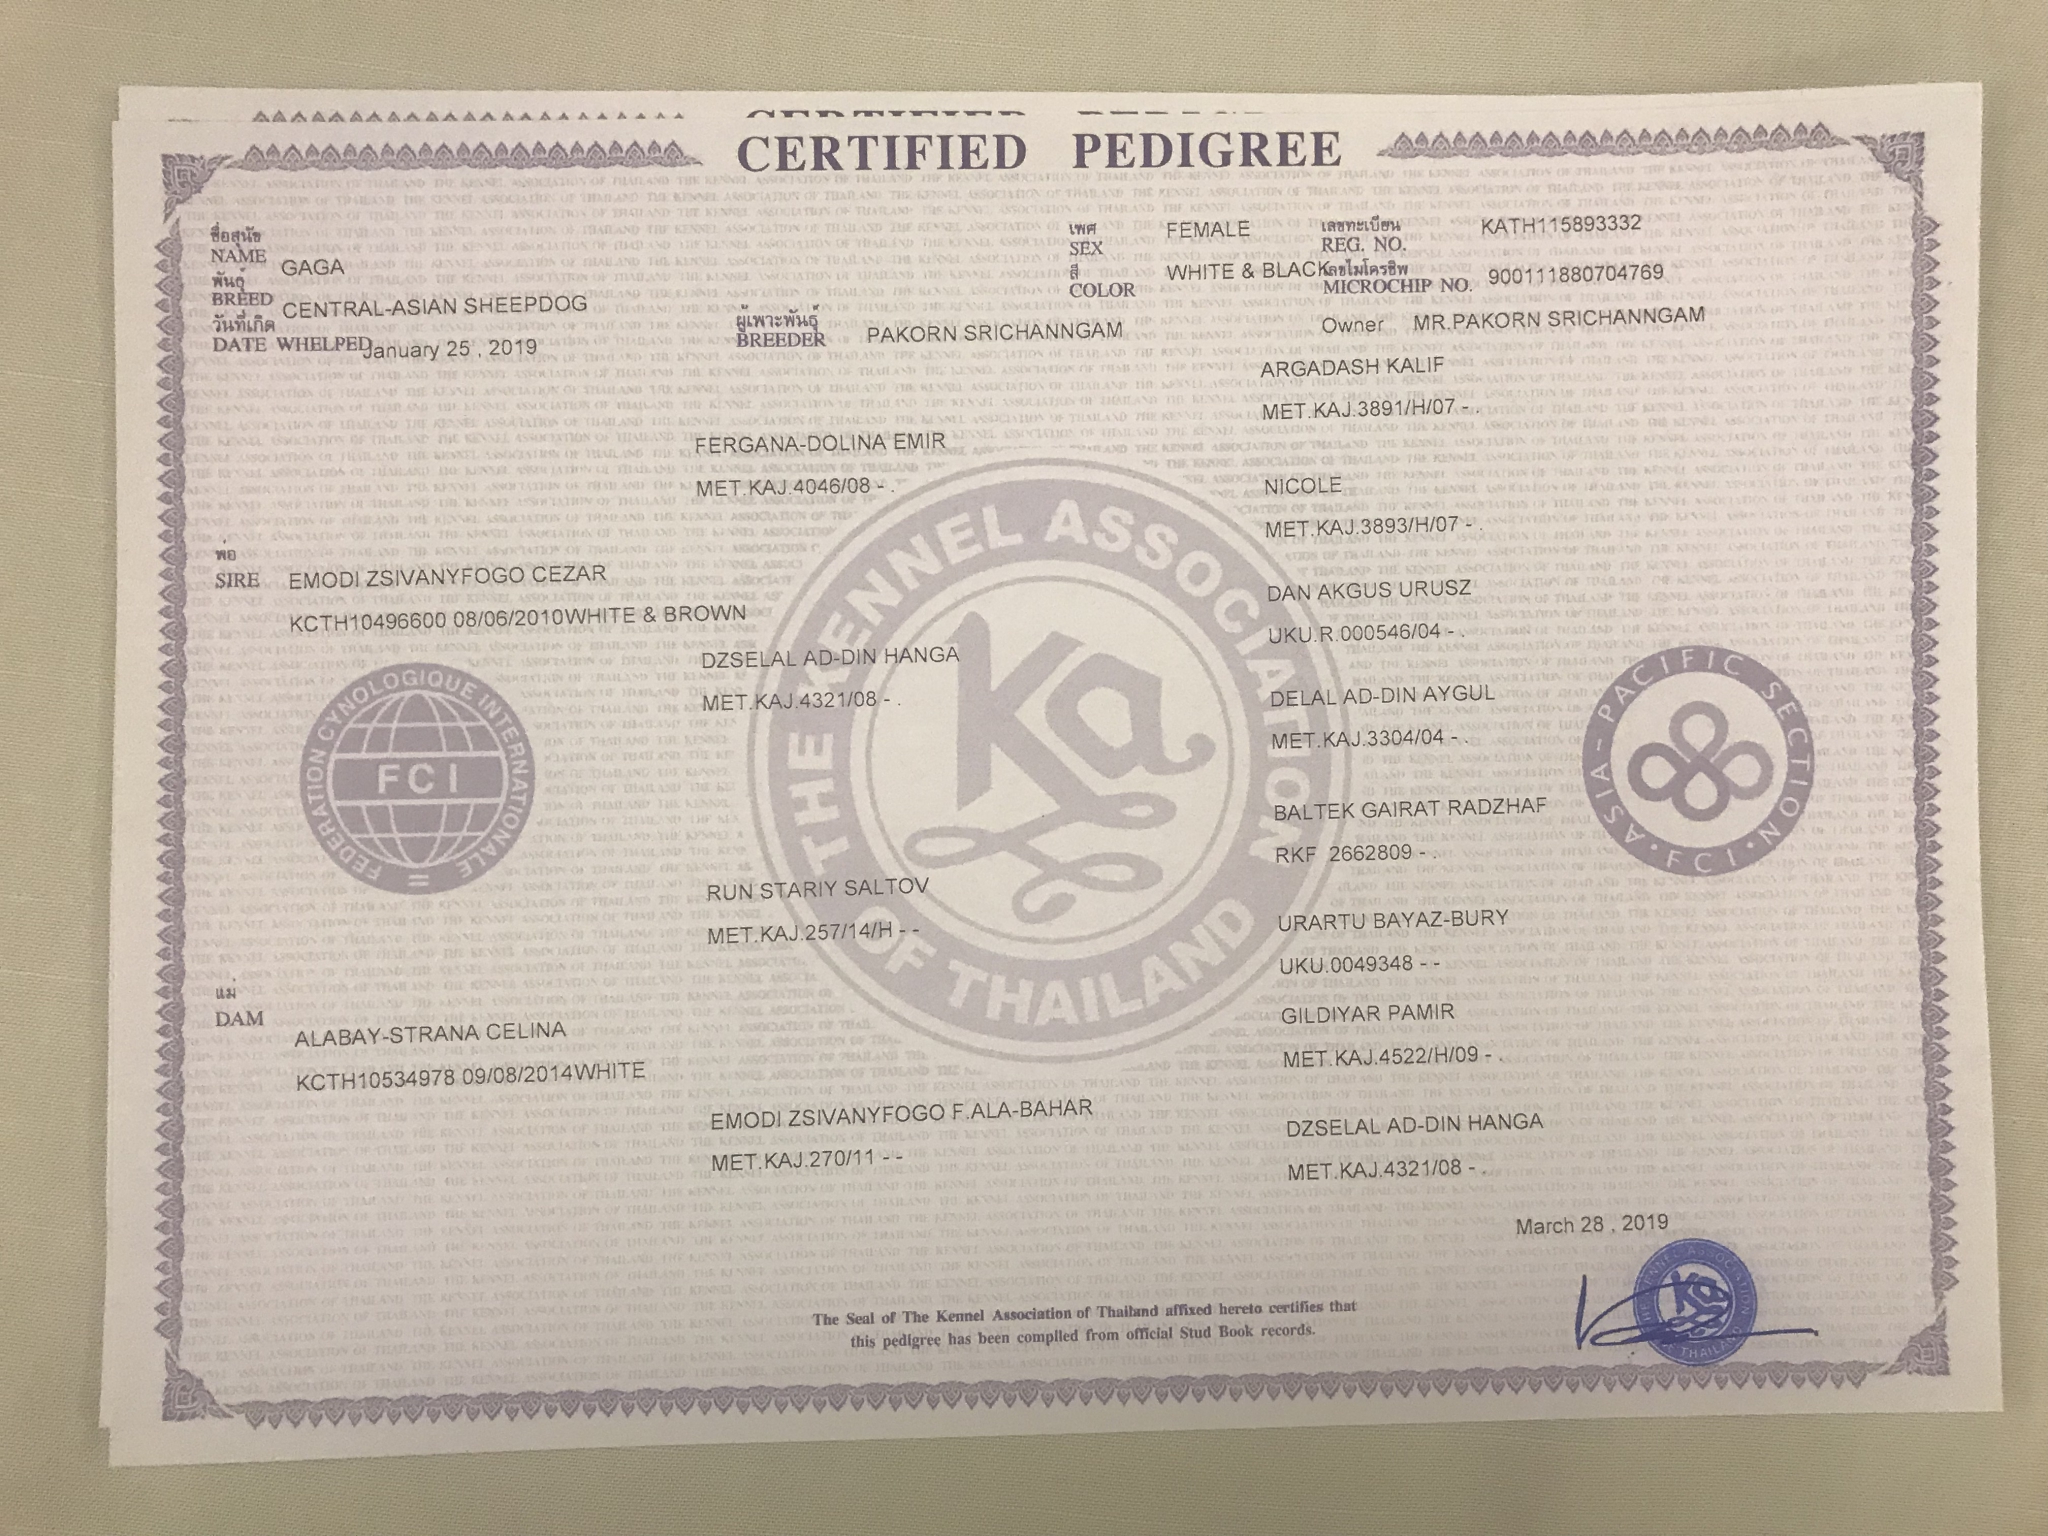 CERTIFIED PEDIGREE
ชื่อสุนัข
NAME GAGA
พันธุ์
BREED CENTRAL-ASIAN SHEEPDOG
วันที่เกิด
DATE WHELPED January 25 , 2019
ผู้เพาะพันธุ์
BREEDER PAKORN SRICHANNGAM
เพศ
SEX FEMALE
สี
COLOR WHITE & BLACK
เลขทะเบียน
REG. NO. KATH115893332
เลขไมโครชิพ
MICROCHIP NO. 900111880704769
Owner MR.PAKORN SRICHANNGAM
พ่อ
SIRE EMODI ZSIVANYFOGO CEZAR
KCTH10496600 08/06/2010WHITE & BROWN
แม่
DAM
ALABAY-STRANA CELINA
KCTH10534978 09/08/2014WHITE
FERGANA-DOLINA EMIR
MET.KAJ.4046/08 - .
DZSELAL AD-DIN HANGA
MET.KAJ.4321/08 - .
RUN STARIY SALTOV
MET.KAJ.257/14/H - -
EMODI ZSIVANYFOGO F.ALA-BAHAR
MET.KAJ.270/11 - -
ARGADASH KALIF
MET.KAJ.3891/H/07 - .
NICOLE
MET.KAJ.3893/H/07 - .
DAN AKGUS URUSZ
UKU.R.000546/04 - .
DELAL AD-DIN AYGUL
MET.KAJ.3304/04 - .
BALTEK GAIRAT RADZHAF
RKF 2662809 - .
URARTU BAYAZ-BURY
UKU.0049348 - -
GILDIYAR PAMIR
MET.KAJ.4522/H/09 - .
DZSELAL AD-DIN HANGA
MET.KAJ.4321/08 - .
FEDERATION CYNOLOGIQUE INTERNATIONALE
FCI
THE KENNEL ASSOCIATION OF THAILAND
Ka
ASIA - PACIFIC SECTION
FCI
March 28 , 2019
The Seal of The Kennel Association of Thailand affixed hereto certifies that
this pedigree has been compiled from official Stud Book records.